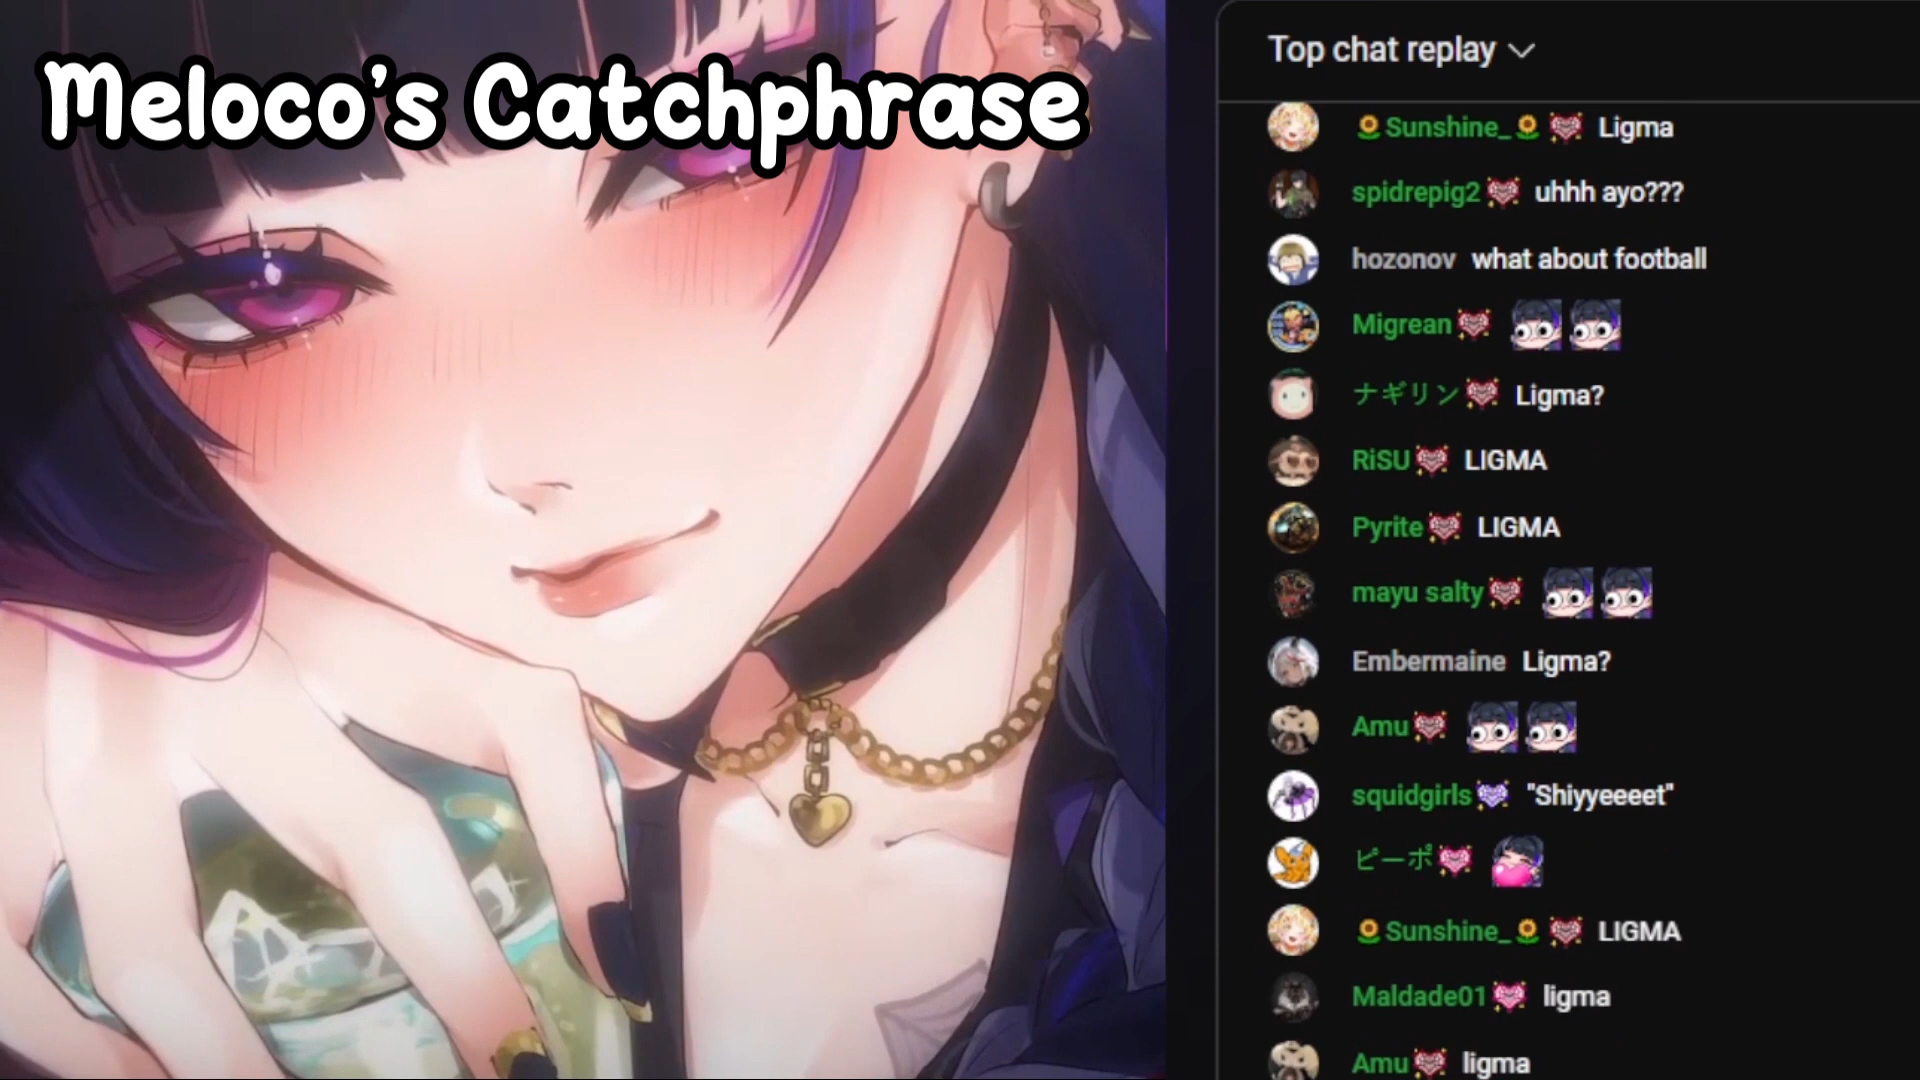 Meloco's Catchphrase
Top chat replay
🌻Sunshine_🌻 Ligma
spidrepig2 uhhh ayo???
hozonov what about football
Migrean
ナギリン Ligma?
RiSU LIGMA
Pyrite LIGMA
mayu salty
Embermaine Ligma?
Amu
squidgirls "Shiyyeeeet"
ピーポ
🌻Sunshine_🌻 LIGMA
Maldade01 ligma
Amu ligma